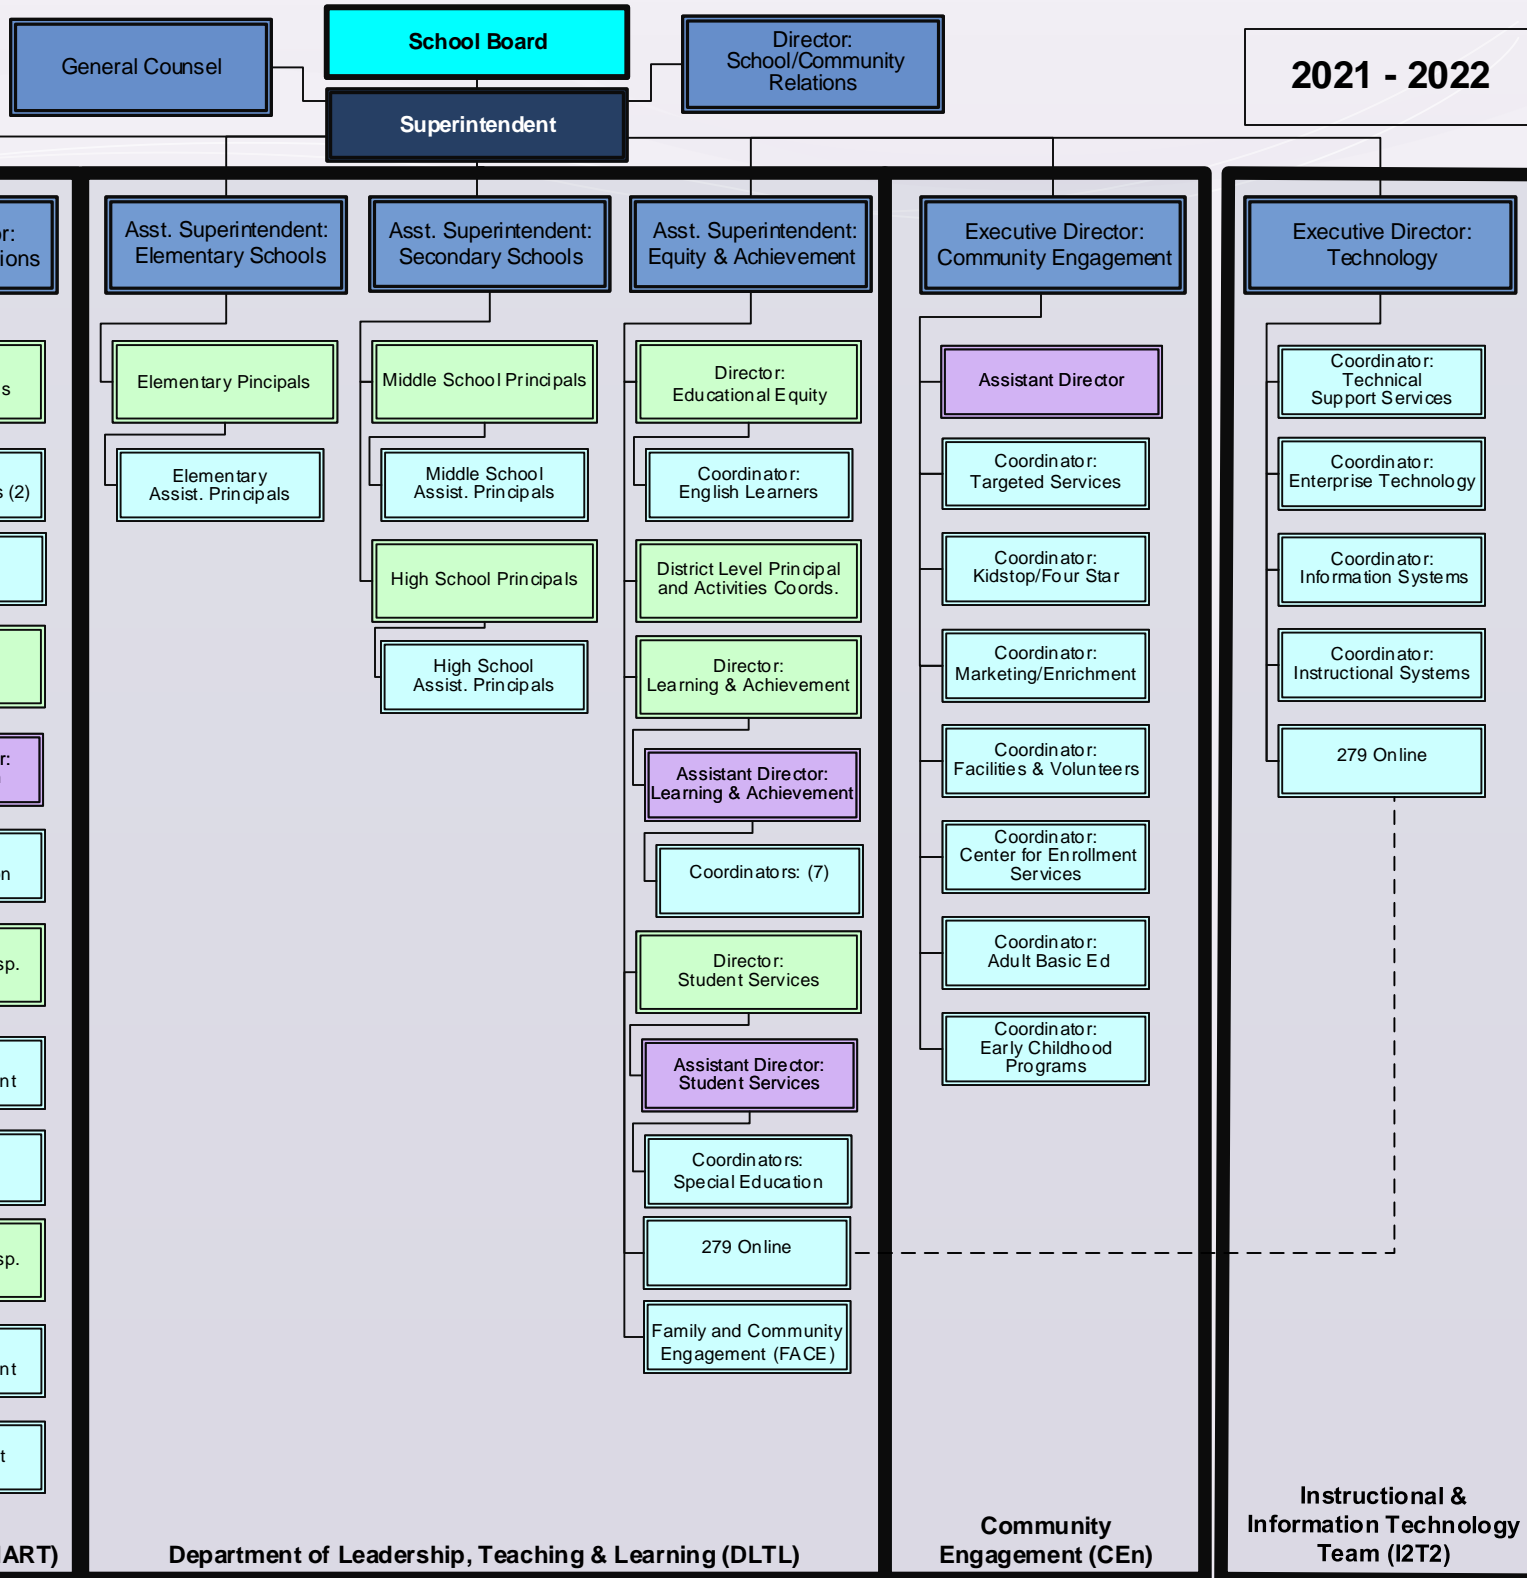 General Counsel
School Board
Director:
School/Community
Relations
2021 - 2022
Superintendent
Asst. Superintendent:
Elementary Schools
Elementary Pincipals
Elementary
Assist. Principals
Asst. Superintendent:
Secondary Schools
Middle School Principals
Middle School
Assist. Principals
High School Principals
High School
Assist. Principals
Asst. Superintendent:
Equity & Achievement
Director:
Educational Equity
Coordinator:
English Learners
District Level Principal
and Activities Coords.
Director:
Learning & Achievement
Assistant Director:
Learning & Achievement
Coordinators: (7)
Director:
Student Services
Assistant Director:
Student Services
Coordinators:
Special Education
279 Online
Family and Community
Engagement (FACE)
Department of Leadership, Teaching & Learning (DLTL)
Executive Director:
Community Engagement
Assistant Director
Coordinator:
Targeted Services
Coordinator:
Kidstop/Four Star
Coordinator:
Marketing/Enrichment
Coordinator:
Facilities & Volunteers
Coordinator:
Center for Enrollment
Services
Coordinator:
Adult Basic Ed
Coordinator:
Early Childhood
Programs
Community
Engagement (CEn)
Executive Director:
Technology
Coordinator:
Technical
Support Services
Coordinator:
Enterprise Technology
Coordinator:
Information Systems
Coordinator:
Instructional Systems
279 Online
Instructional &
Information Technology
Team (I2T2)